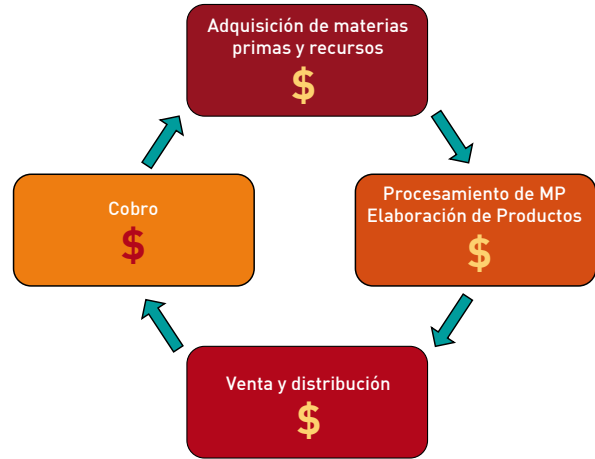 Adquisición de materias
primas y recursos
$
Procesamiento de MP
Elaboración de Productos
$
Venta y distribución
$
Cobro
$